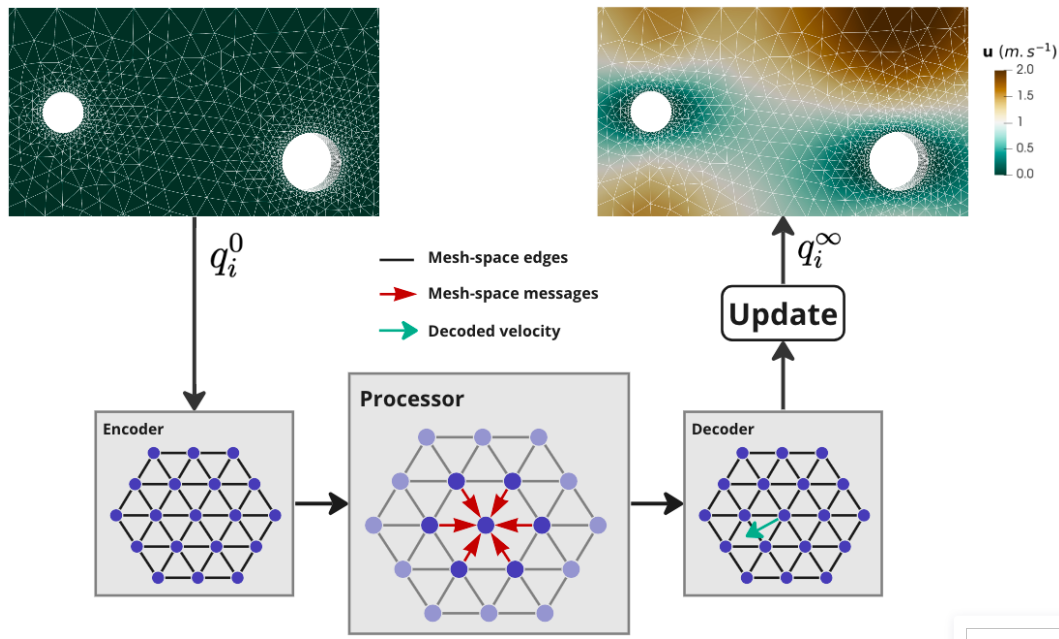 u (m.s⁻¹)
2.0
1.5
1
0.5
0.0
q_i^0
q_i^∞
Mesh-space edges
Mesh-space messages
Decoded velocity
Update
Processor
Encoder
Decoder